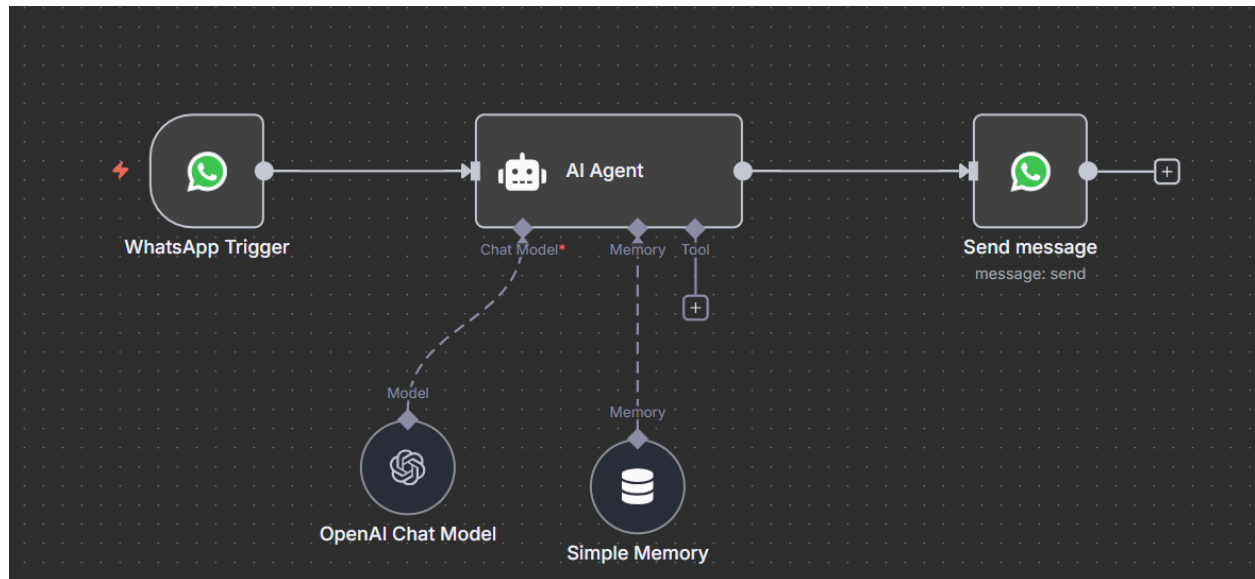 AI Agent
WhatsApp Trigger
Chat Model*
Memory
Tool
Send message
message: send
Model
Memory
OpenAI Chat Model
Simple Memory